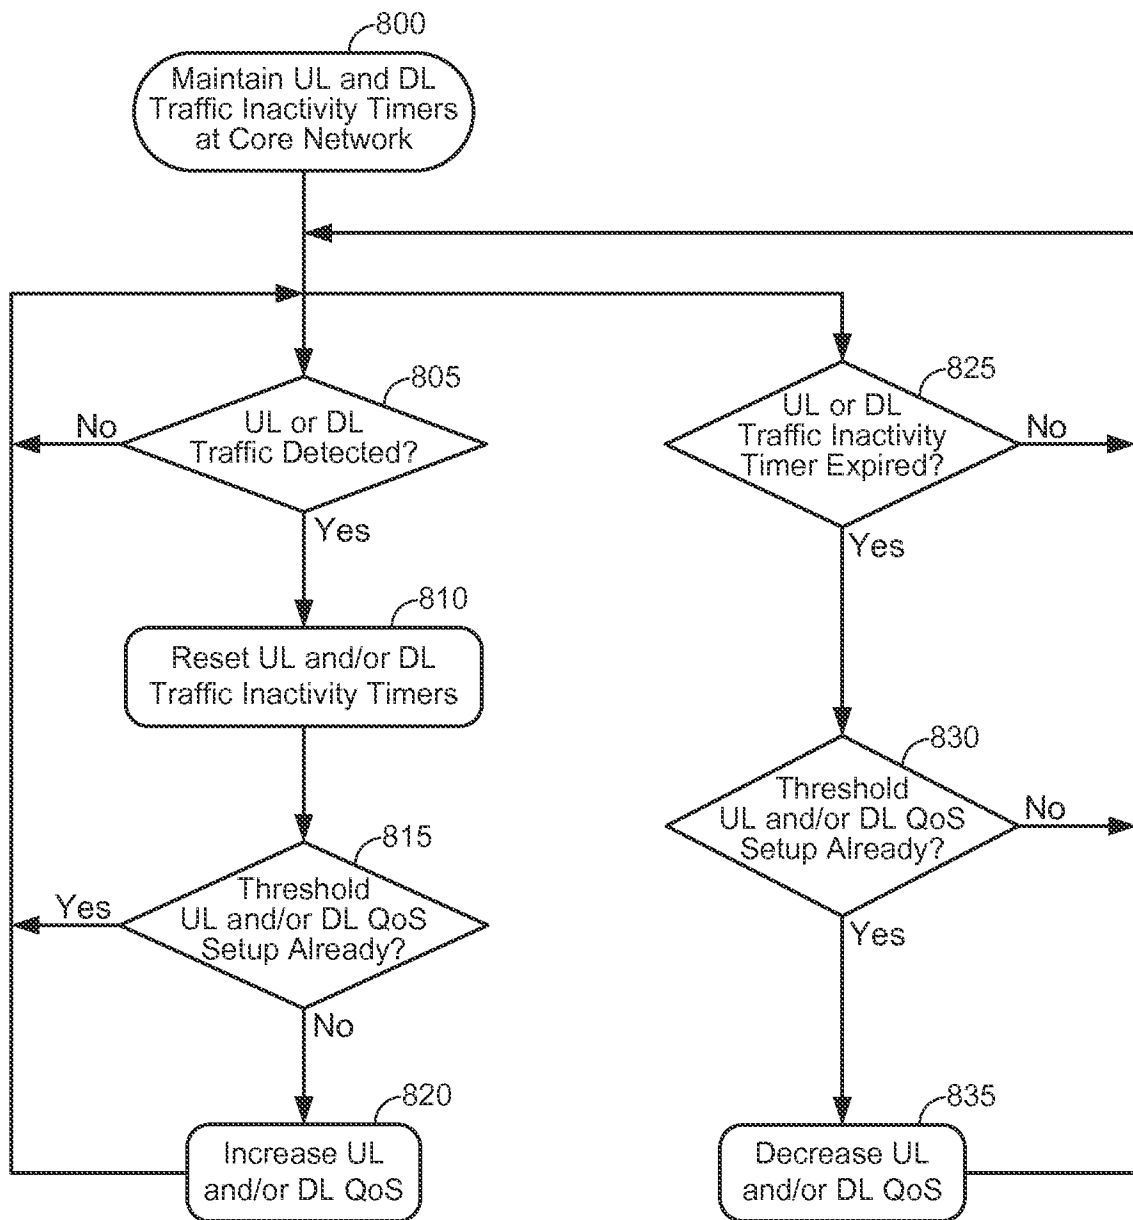 800
Maintain UL and DL
Traffic Inactivity Timers
at Core Network
805
UL or DL
Traffic Detected?
No
Yes
810
Reset UL and/or DL
Traffic Inactivity Timers
815
Threshold
UL and/or DL QoS
Setup Already?
Yes
No
820
Increase UL
and/or DL QoS
825
UL or DL
Traffic Inactivity
Timer Expired?
No
Yes
830
Threshold
UL and/or DL QoS
Setup Already?
No
Yes
835
Decrease UL
and/or DL QoS